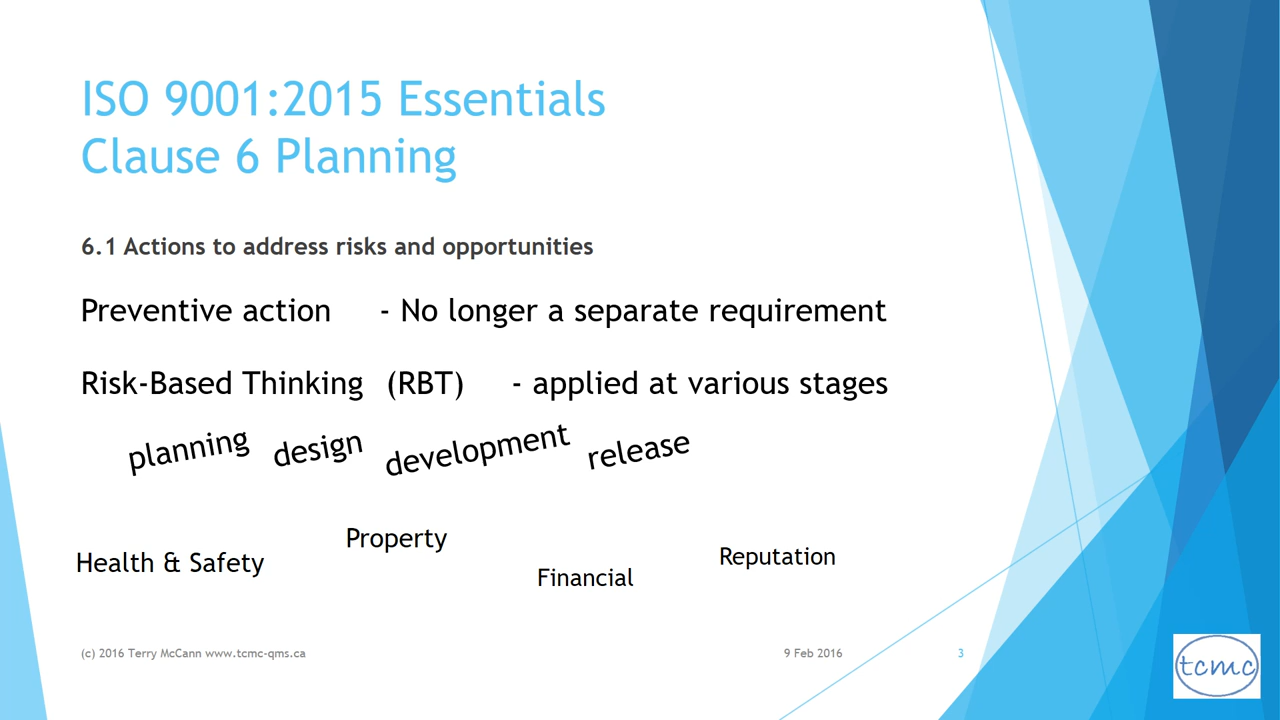 ISO 9001:2015 Essentials
Clause 6 Planning
6.1 Actions to address risks and opportunities
Preventive action - No longer a separate requirement
Risk-Based Thinking (RBT) - applied at various stages
planning design development release
Property
Health & Safety
Reputation
Financial
(c) 2016 Terry McCann www.tcmc-qms.ca 9 Feb 2016 3
tcmc